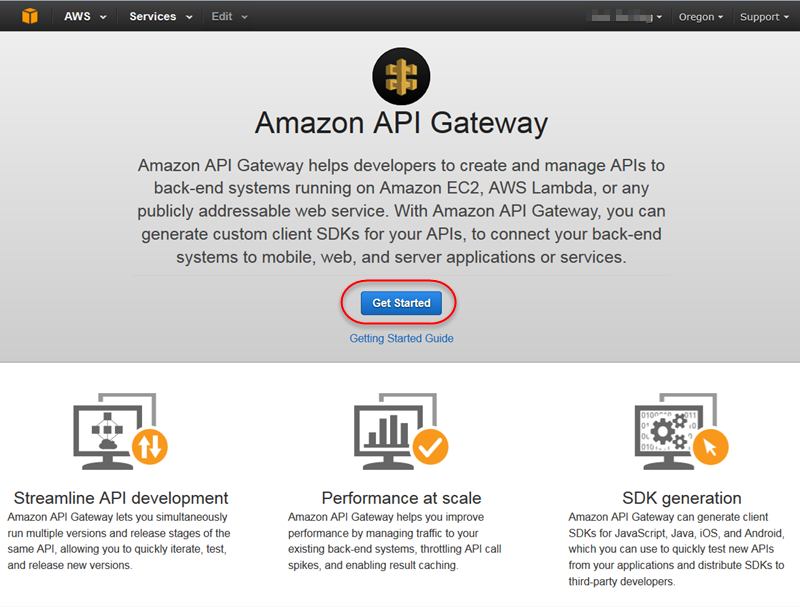 AWS Services Edit Oregon Support
Amazon API Gateway
Amazon API Gateway helps developers to create and manage APIs to
back-end systems running on Amazon EC2, AWS Lambda, or any
publicly addressable web service. With Amazon API Gateway, you can
generate custom client SDKs for your APIs, to connect your back-end
systems to mobile, web, and server applications or services.
Get Started
Getting Started Guide
Streamline API development
Amazon API Gateway lets you simultaneously
run multiple versions and release stages of the
same API, allowing you to quickly iterate, test,
and release new versions.
Performance at scale
Amazon API Gateway helps you improve
performance by managing traffic to your
existing back-end systems, throttling API call
spikes, and enabling result caching.
SDK generation
Amazon API Gateway can generate client
SDKs for JavaScript, Java, iOS, and Android,
which you can use to quickly test new APIs
from your applications and distribute SDKs to
third-party developers.